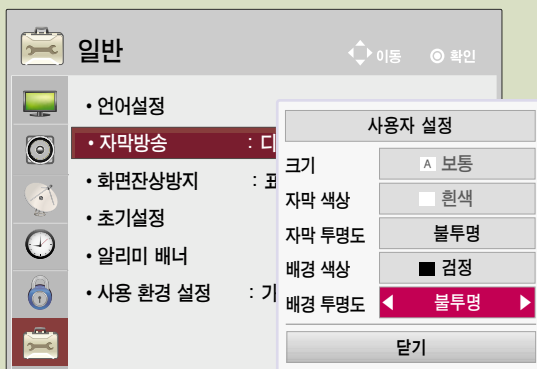 일반
이동 확인
• 언어설정
• 자막방송 : 디
• 화면잔상방지 : 표
• 초기설정
• 알리미 배너
• 사용 환경 설정 : 기
사용자 설정
크기 A 보통
자막 색상 흰색
자막 투명도 불투명
배경 색상 검정
배경 투명도 불투명
닫기